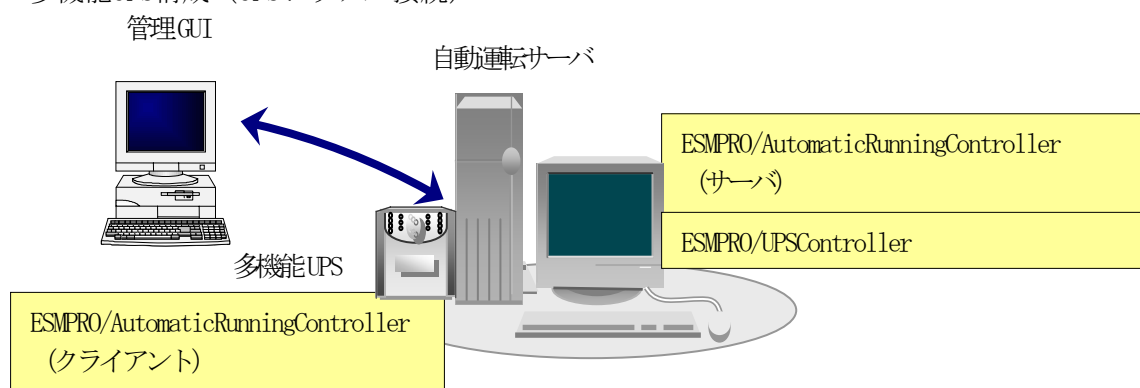 管理GUI
自動運転サーバ
ESMPRO/AutomaticRunningController
(サーバ)
ESMPRO/UPSController
多機能UPS
ESMPRO/AutomaticRunningController
(クライアント)